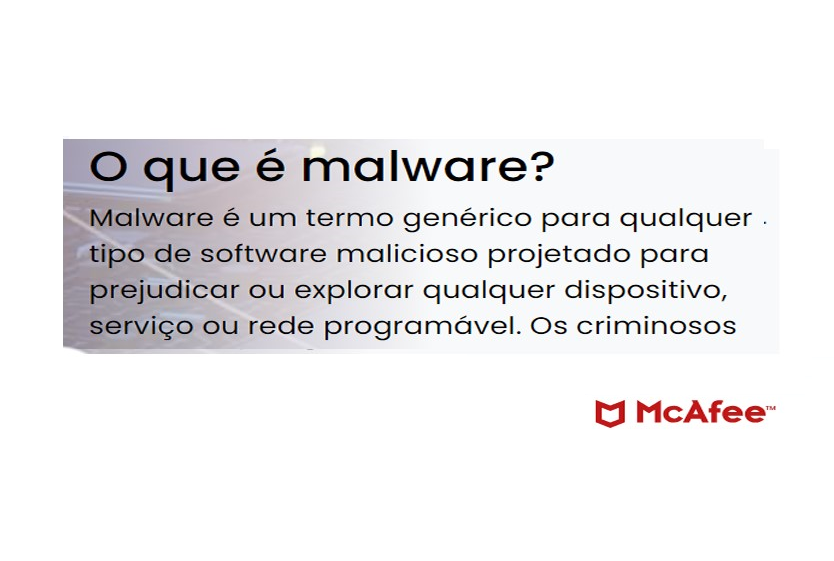 O que é malware?
Malware é um termo genérico para qualquer
tipo de software malicioso projetado para
prejudicar ou explorar qualquer dispositivo,
serviço ou rede programável. Os criminosos
McAfee™